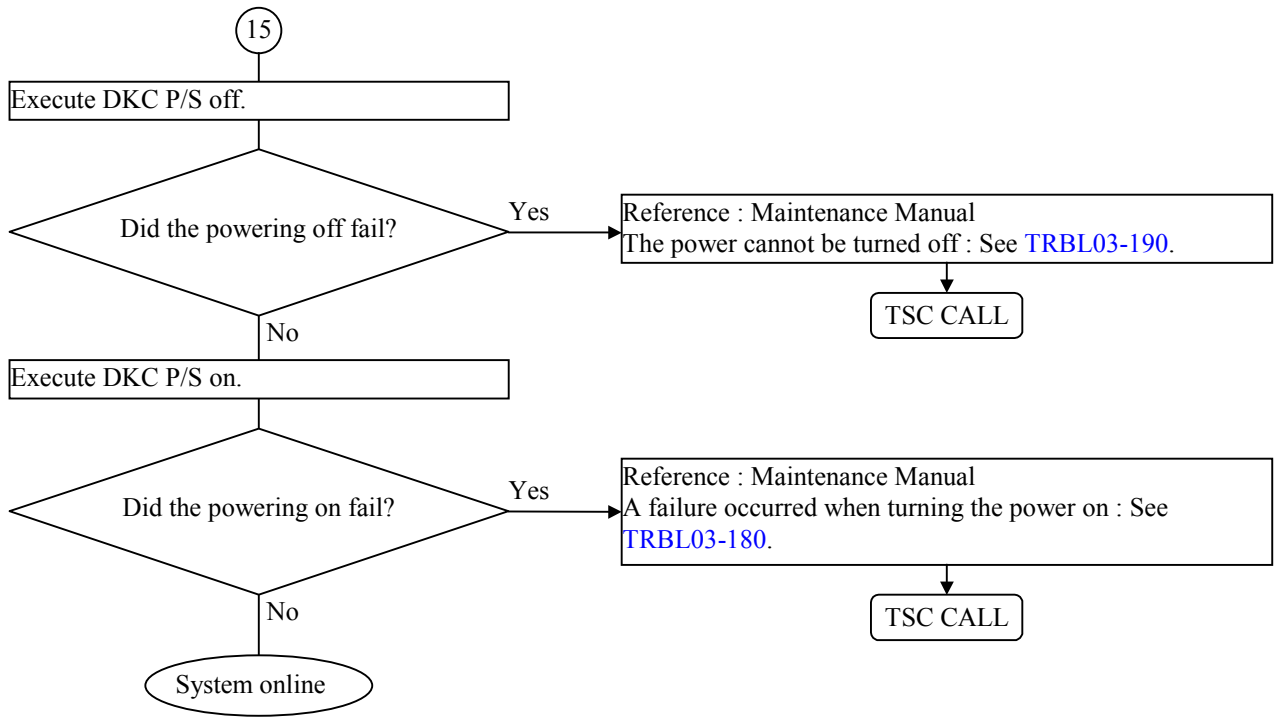 15
Execute DKC P/S off.
Did the powering off fail?
Yes
Reference : Maintenance Manual
The power cannot be turned off : See TRBL03-190.
TSC CALL
No
Execute DKC P/S on.
Did the powering on fail?
Yes
Reference : Maintenance Manual
A failure occurred when turning the power on : See
TRBL03-180.
TSC CALL
No
System online